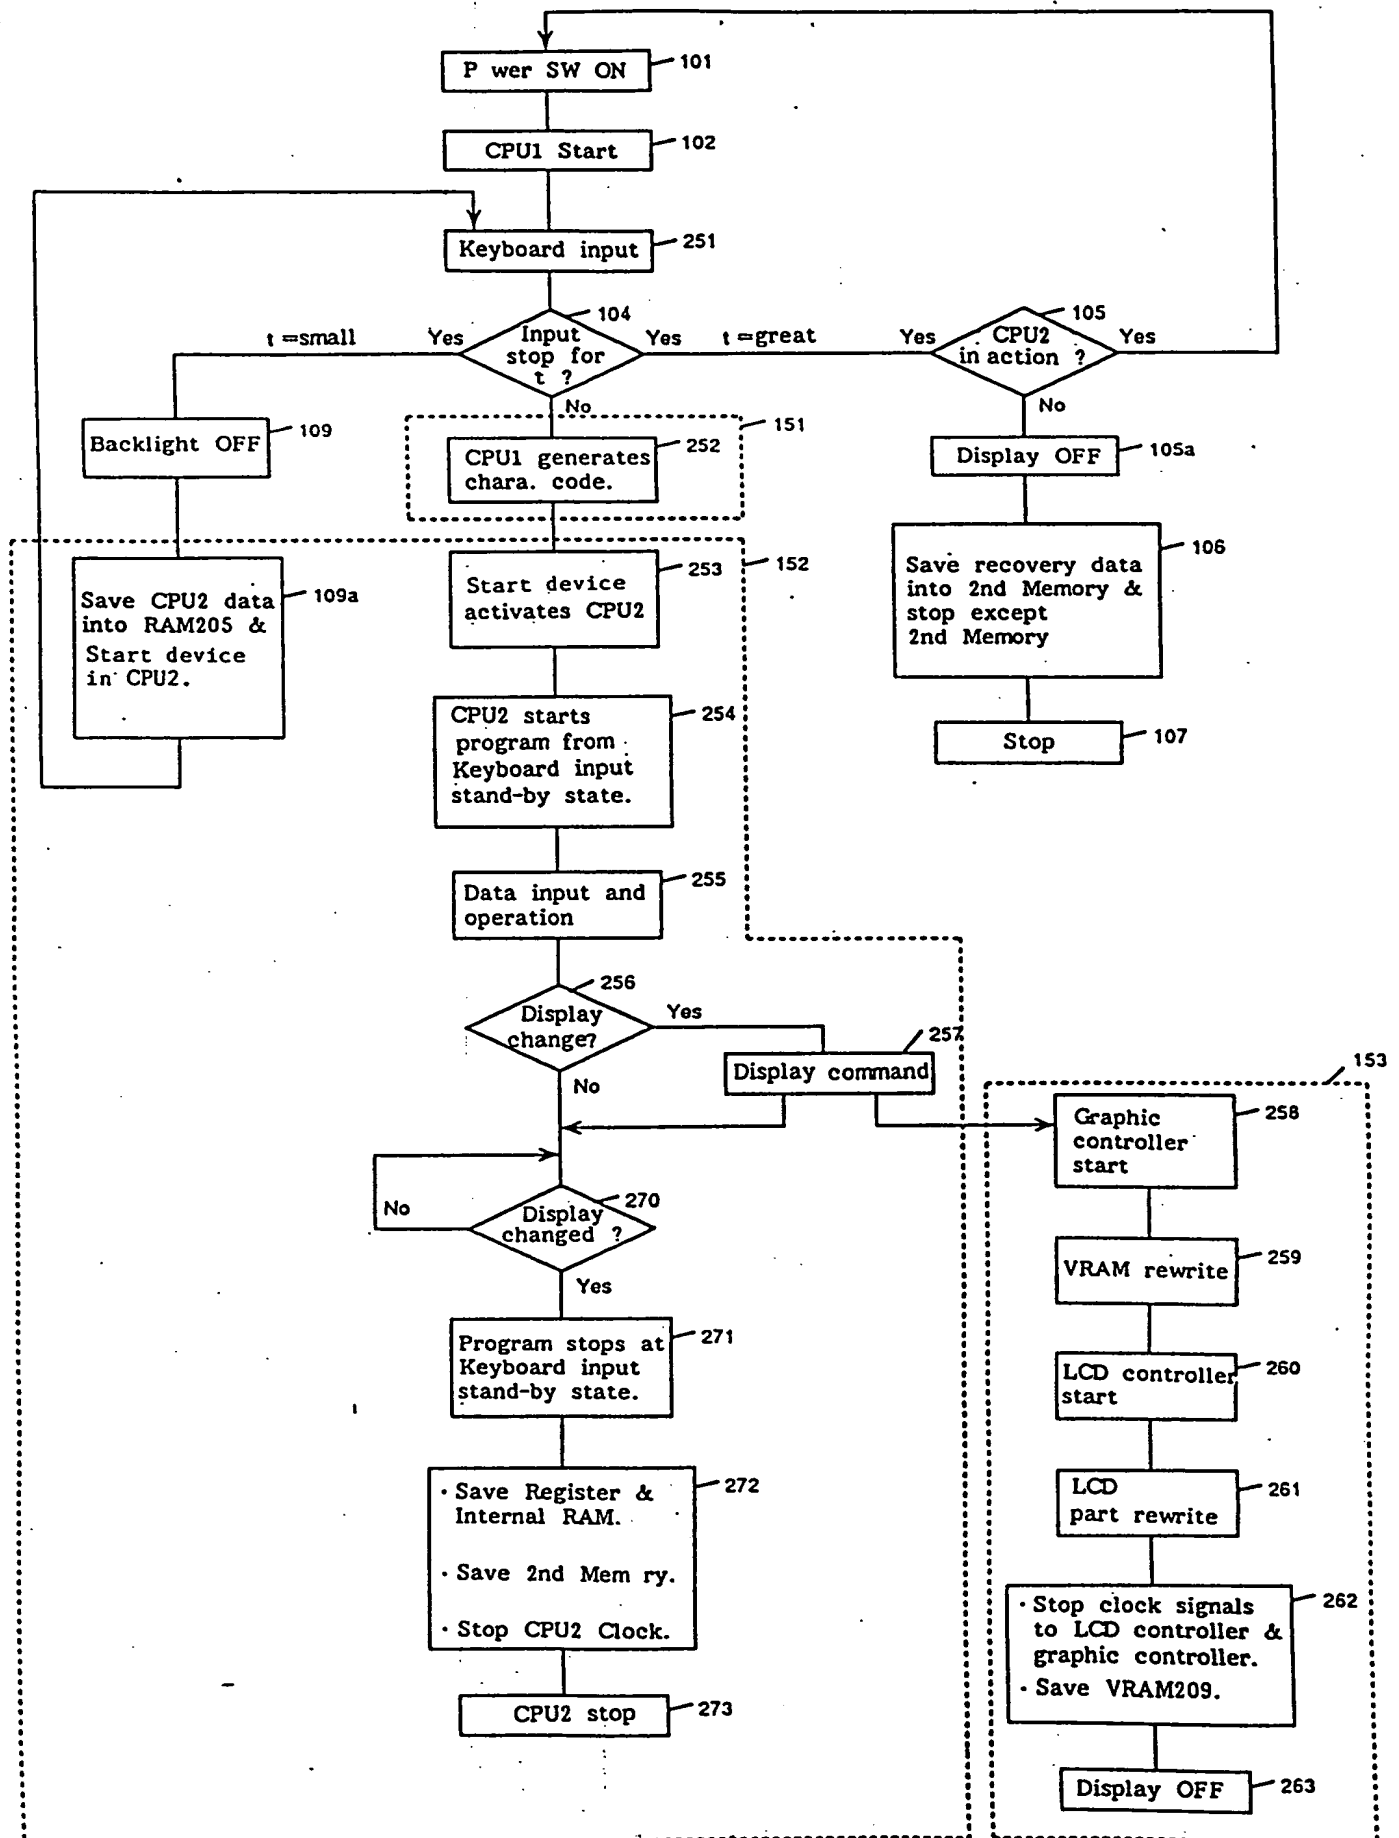 P wer SW ON
101
CPU1 Start
102
Keyboard input
251
104
Input
stop for
t ?
t =small
Yes
Yes
t =great
No
105
CPU2
in action ?
Yes
Yes
No
Backlight OFF
109
151
CPU1 generates
chara. code.
252
Display OFF
105a
152
Save CPU2 data
into RAM205 &
Start device
in CPU2.
109a
Start device
activates CPU2
253
Save recovery data
into 2nd Memory &
stop except
2nd Memory
106
CPU2 starts
program from
Keyboard input
stand-by state.
254
Stop
107
Data input and
operation
255
256
Display
change?
Yes
No
257
Display command
153
Graphic
controller
start
258
270
Display
changed ?
No
Yes
VRAM rewrite
259
Program stops at
Keyboard input
stand-by state.
271
LCD controller
start
260
· Save Register &
Internal RAM.
· Save 2nd Mem ry.
· Stop CPU2 Clock.
272
LCD
part rewrite
261
· Stop clock signals
to LCD controller &
graphic controller.
· Save VRAM209.
262
CPU2 stop
273
Display OFF
263